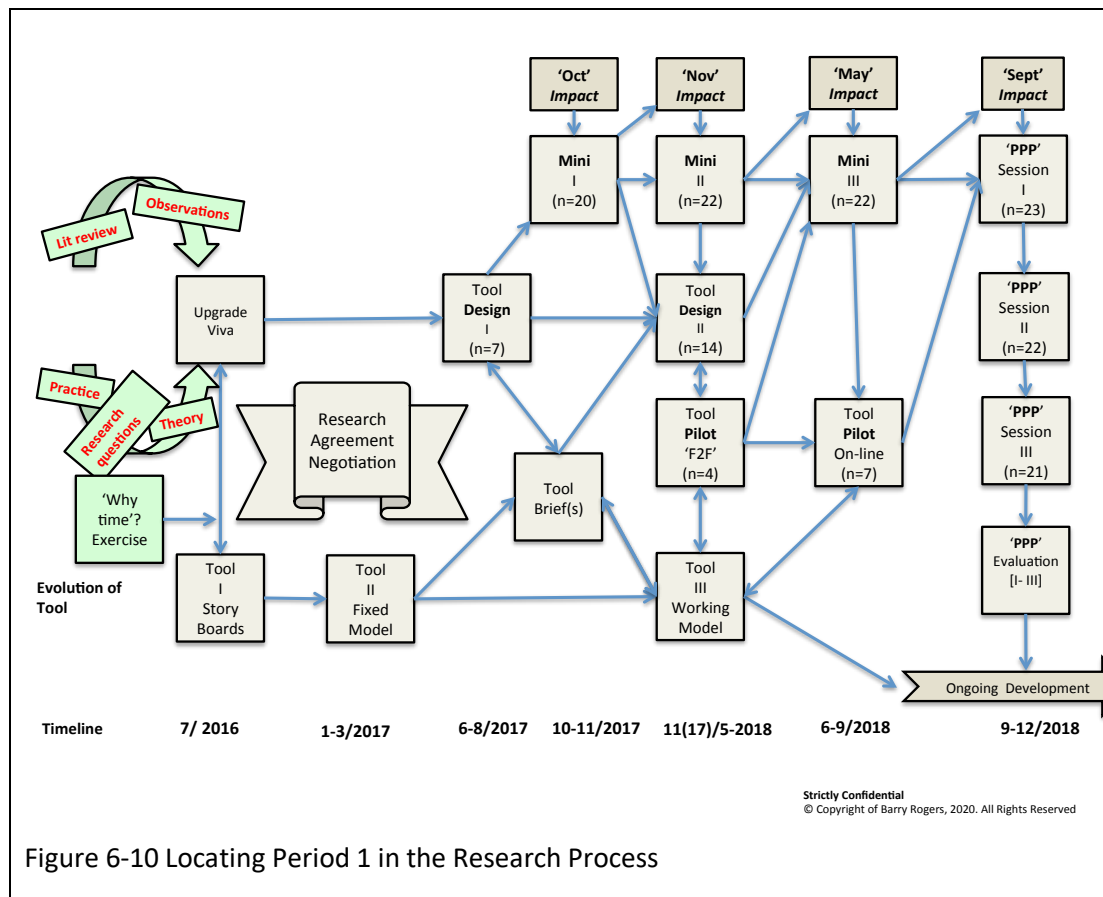 ‘Oct’
Impact
‘Nov’
Impact
‘May’
Impact
‘Sept’
Impact
Mini
I
(n=20)
Mini
II
(n=22)
Mini
III
(n=22)
‘PPP’
Session
I
(n=23)
Observations
Lit review
Upgrade
Viva
Tool
Design
I
(n=7)
Tool
Design
II
(n=14)
‘PPP’
Session
II
(n=22)
Practice
Research
questions
Theory
Research
Agreement
Negotiation
Tool
Pilot
‘F2F’
(n=4)
Tool
Pilot
On-line
(n=7)
‘PPP’
Session
III
(n=21)
Tool
Brief(s)
‘Why
time’?
Exercise
Evolution of
Tool
Tool
I
Story
Boards
Tool
II
Fixed
Model
Tool
III
Working
Model
‘PPP’
Evaluation
[I- III]
Ongoing Development
Timeline
7/ 2016
1-3/2017
6-8/2017
10-11/2017
11(17)/5-2018
6-9/2018
9-12/2018
Strictly Confidential
© Copyright of Barry Rogers, 2020. All Rights Reserved
Figure 6-10 Locating Period 1 in the Research Process